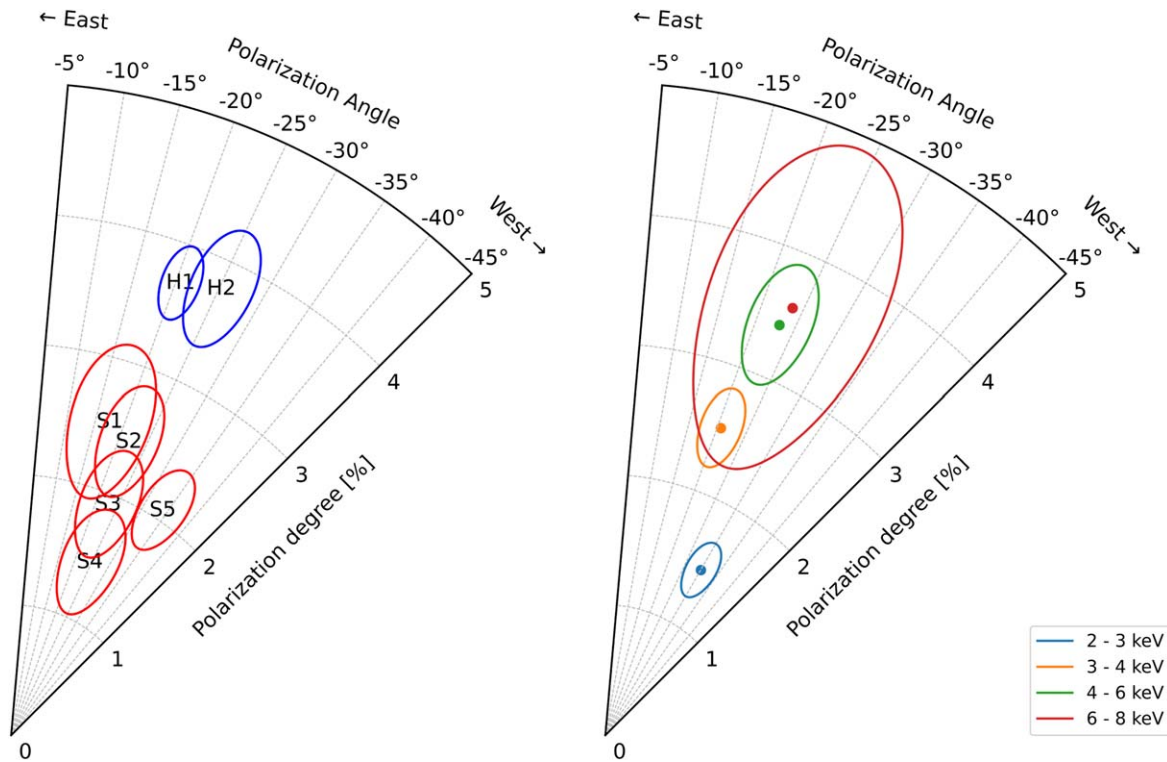 ← East
Polarization Angle
-5°
-10°
-15°
-20°
-25°
-30°
-35°
-40°
-45°
West →
H1
H2
S1
S2
S3
S4
S5
5
4
3
2
1
0
Polarization degree [%]
← East
Polarization Angle
-5°
-10°
-15°
-20°
-25°
-30°
-35°
-40°
-45°
West →
5
4
3
2
1
0
Polarization degree [%]
2 - 3 keV
3 - 4 keV
4 - 6 keV
6 - 8 keV